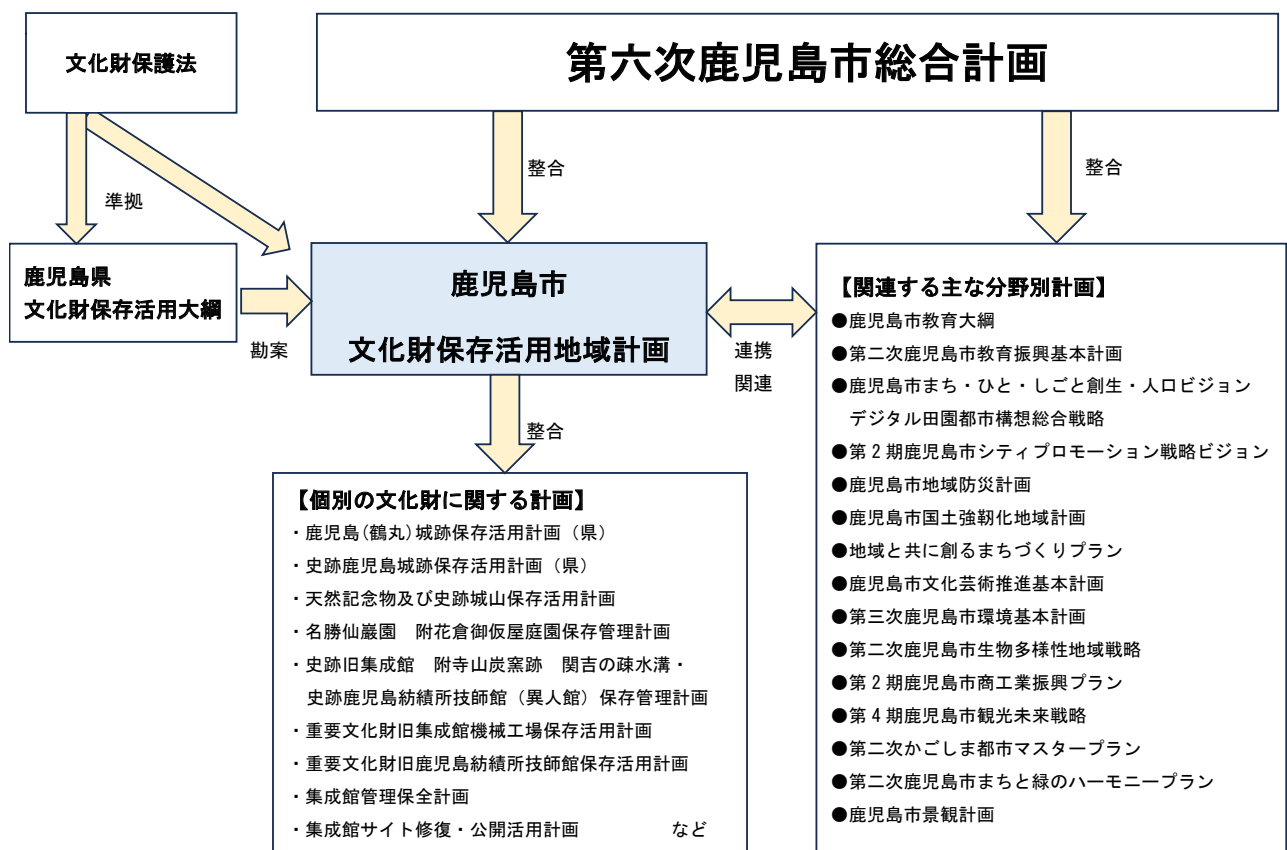 文化財保護法
第六次鹿児島市総合計画
準拠
整合
整合
鹿児島県
文化財保存活用大綱
勘案
鹿児島市
文化財保存活用地域計画
連携
関連
整合
【個別の文化財に関する計画】
・鹿児島(鶴丸)城跡保存活用計画（県）
・史跡鹿児島城跡保存活用計画（県）
・天然記念物及び史跡城山保存活用計画
・名勝仙巌園　附花倉御仮屋庭園保存管理計画
・史跡旧集成館　附寺山炭窯跡　関吉の疎水溝・
史跡鹿児島紡績所技師館（異人館）保存管理計画
・重要文化財旧集成館機械工場保存活用計画
・重要文化財旧鹿児島紡績所技師館保存活用計画
・集成館管理保全計画
・集成館サイト修復・公開活用計画　　　　など
【関連する主な分野別計画】
●鹿児島市教育大綱
●第二次鹿児島市教育振興基本計画
●鹿児島市まち・ひと・しごと創生・人口ビジョン
デジタル田園都市構想総合戦略
●第２期鹿児島市シティプロモーション戦略ビジョン
●鹿児島市地域防災計画
●鹿児島市国土強靱化地域計画
●地域と共に創るまちづくりプラン
●鹿児島市文化芸術推進基本計画
●第三次鹿児島市環境基本計画
●第二次鹿児島市生物多様性地域戦略
●第２期鹿児島市商工業振興プラン
●第４期鹿児島市観光未来戦略
●第二次かごしま都市マスタープラン
●第二次鹿児島市まちと緑のハーモニープラン
●鹿児島市景観計画